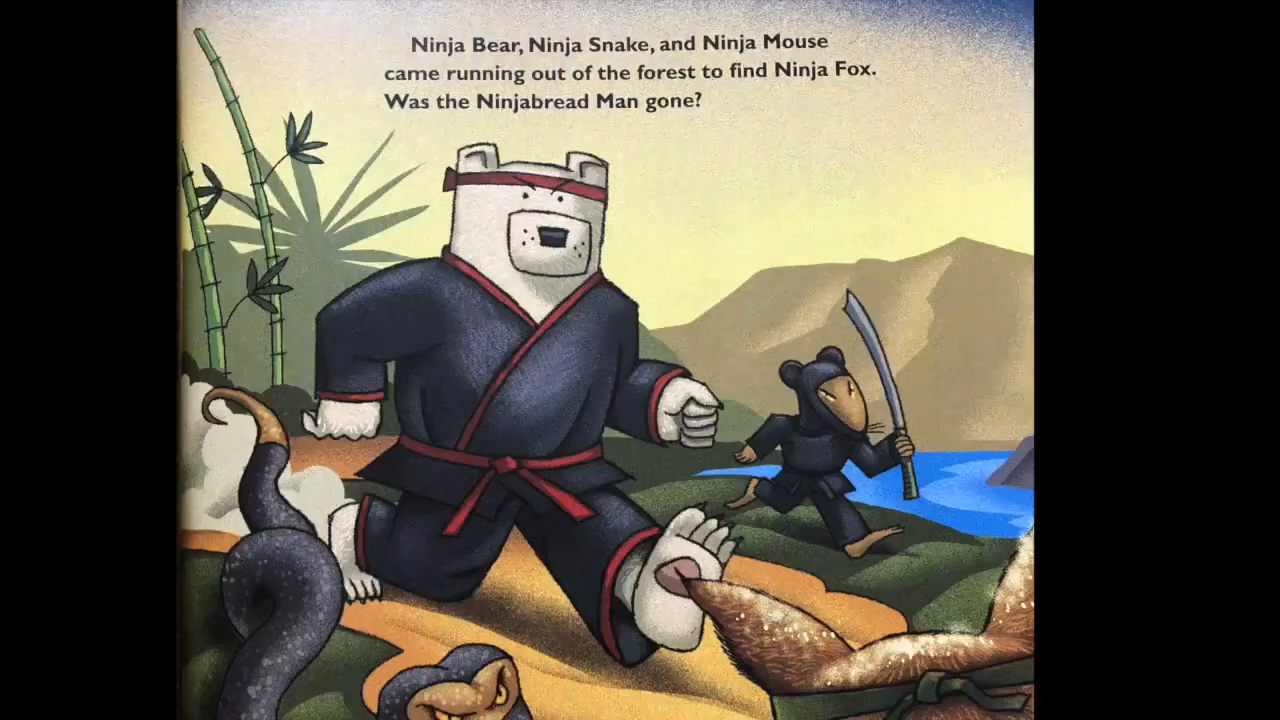 Ninja Bear, Ninja Snake, and Ninja Mouse
came running out of the forest to find Ninja Fox.
Was the Ninjabread Man gone?